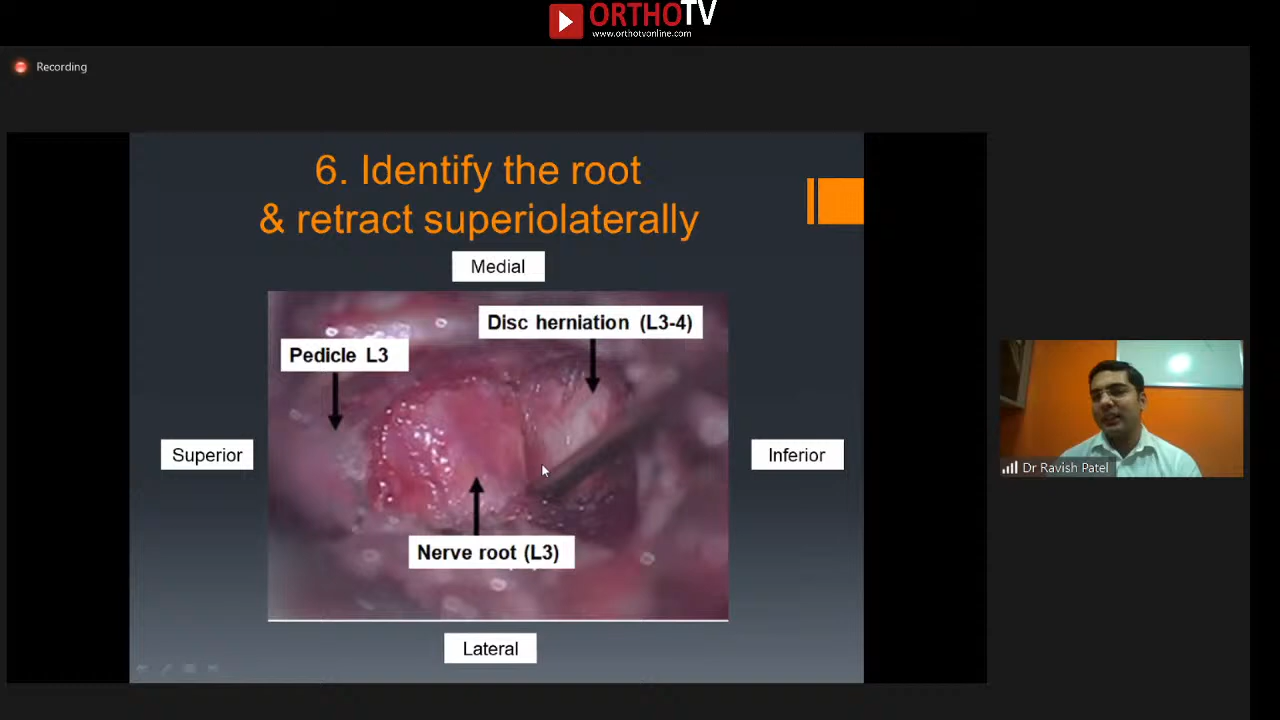 ORTHOTV
www.orthotvonline.com
Recording
6. Identify the root
& retract superiolaterally
Medial
Disc herniation (L3-4)
Pedicle L3
Superior
Inferior
Nerve root (L3)
Dr Ravish Patel
Lateral